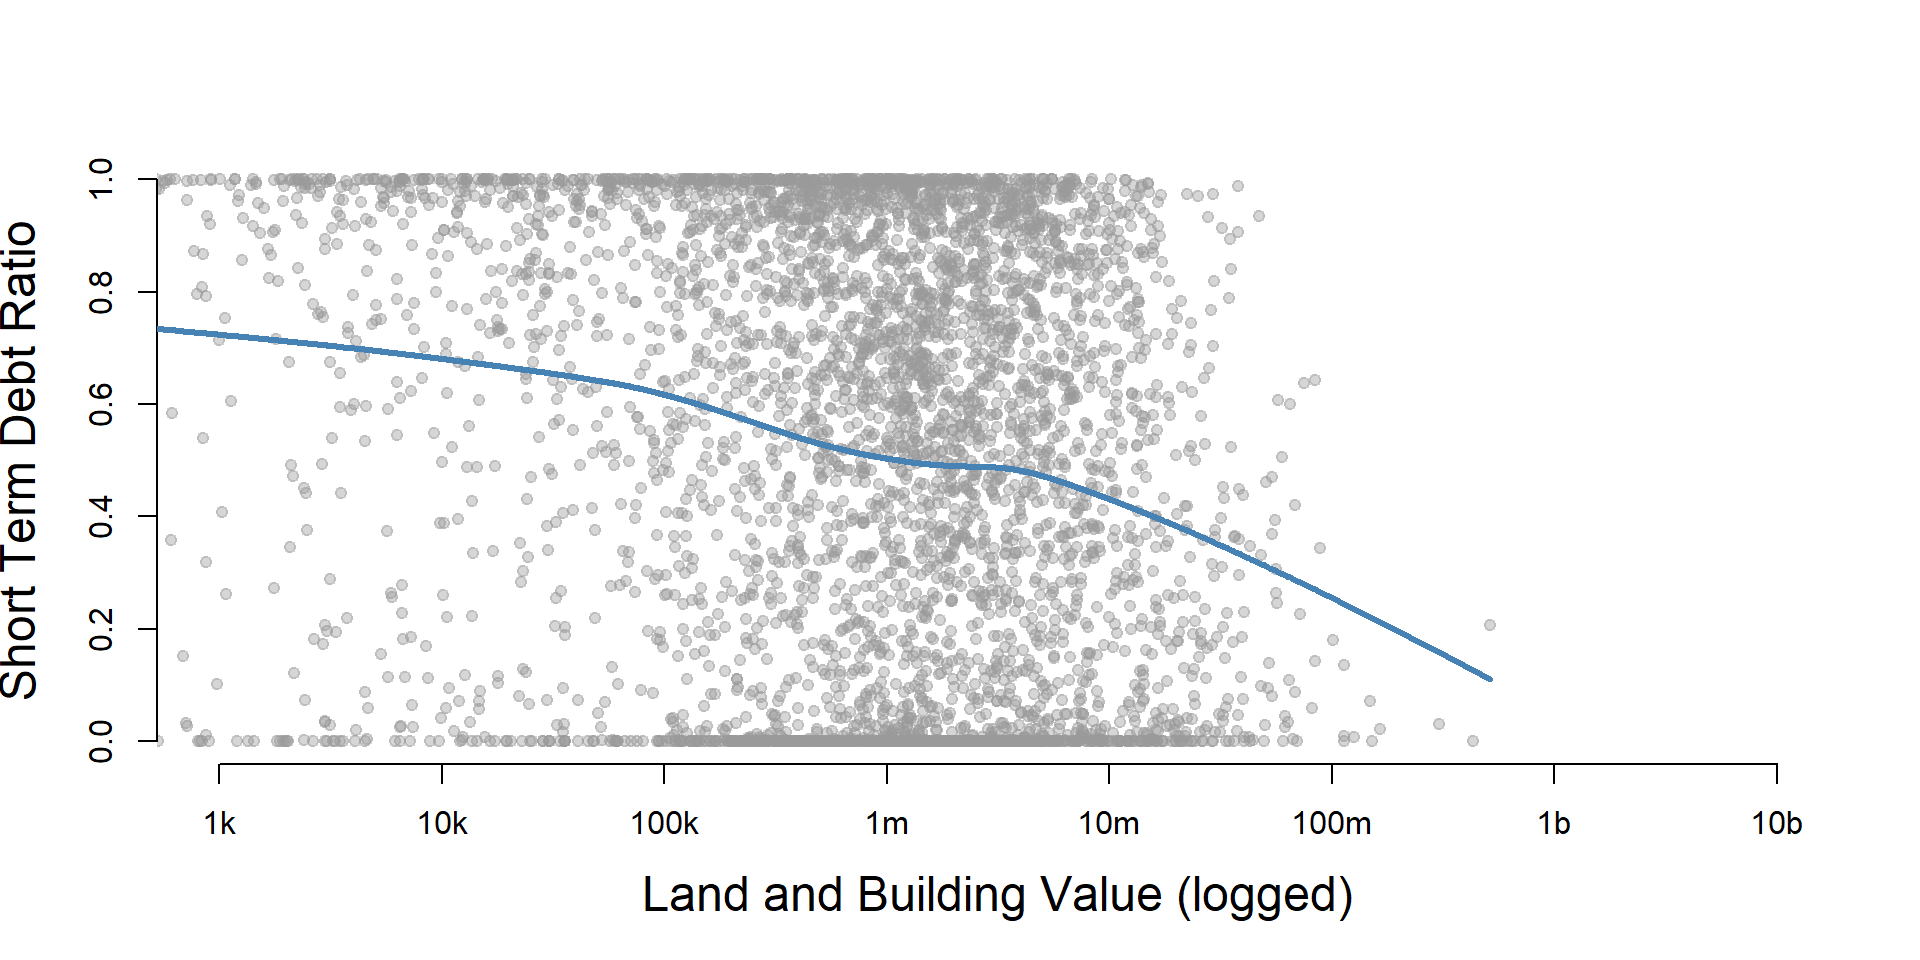 Short Term Debt Ratio
1.0
0.8
0.6
0.4
0.2
0.0
1k 10k 100k 1m 10m 100m 1b 10b
Land and Building Value (logged)